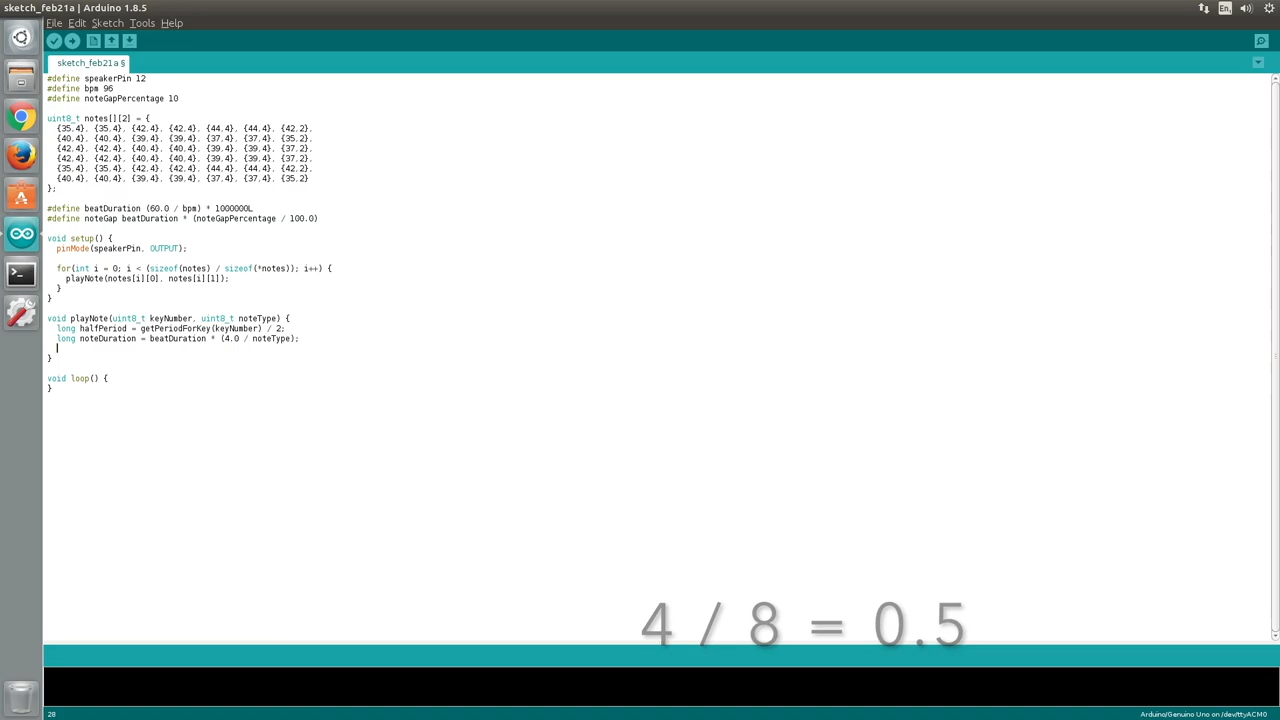 sketch_feb21a | Arduino 1.8.5
En
File Edit Sketch Tools Help
sketch_feb21a §
#define speakerPin 12
#define bpm 96
#define noteGapPercentage 10
uint8_t notes[][2] = {
{35,4}, {35,4}, {42,4}, {42,4}, {44,4}, {44,4}, {42,2},
{40,4}, {40,4}, {39,4}, {39,4}, {37,4}, {37,4}, {35,2},
{42,4}, {42,4}, {40,4}, {40,4}, {39,4}, {39,4}, {37,2},
{42,4}, {42,4}, {40,4}, {40,4}, {39,4}, {39,4}, {37,2},
{35,4}, {35,4}, {42,4}, {42,4}, {44,4}, {44,4}, {42,2},
{40,4}, {40,4}, {39,4}, {39,4}, {37,4}, {37,4}, {35,2}
};
#define beatDuration (60.0 / bpm) * 1000000L
#define noteGap beatDuration * (noteGapPercentage / 100.0)
void setup() {
pinMode(speakerPin, OUTPUT);
for(int i = 0; i < (sizeof(notes) / sizeof(*notes)); i++) {
playNote(notes[i][0], notes[i][1]);
}
}
void playNote(uint8_t keyNumber, uint8_t noteType) {
long halfPeriod = getPeriodForKey(keyNumber) / 2;
long noteDuration = beatDuration * (4.0 / noteType);
}
void loop() {
}
4 / 8 = 0.5
28
Arduino/Genuino Uno on /dev/ttyACM0